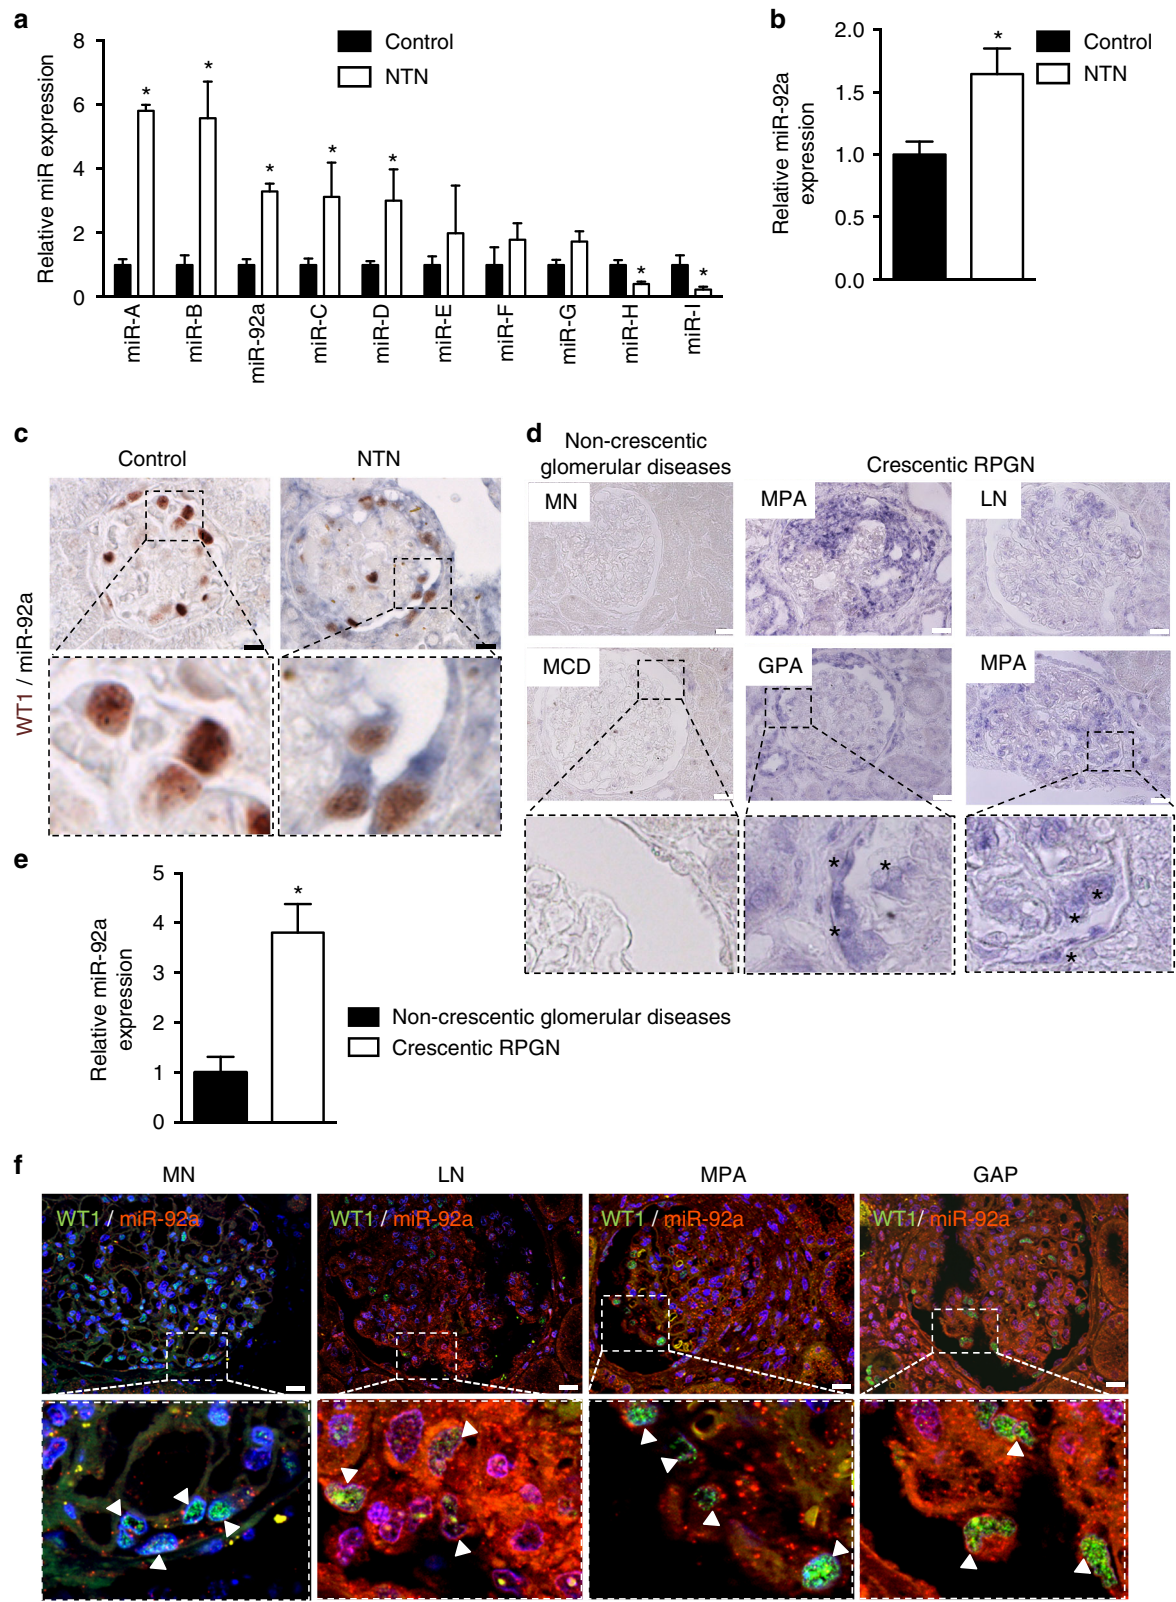 a
8
6
4
2
0
Relative miR expression
Control
NTN
* * * * * * *
miR-A
miR-B
miR-92a
miR-C
miR-D
miR-E
miR-F
miR-G
miR-H
miR-I
b
2.0
1.5
1.0
0.5
0.0
Relative miR-92a
expression
*
Control
NTN
c
Control
NTN
WT1 / miR-92a
d
Non-crescentic
glomerular diseases
Crescentic RPGN
MN
MPA
LN
MCD
GPA
MPA
* * *
* * *
e
5
4
3
2
1
0
Relative miR-92a
expression
*
Non-crescentic glomerular diseases
Crescentic RPGN
f
MN
LN
MPA
GAP
WT1 / miR-92a
WT1 / miR-92a
WT1 / miR-92a
WT1/ miR-92a